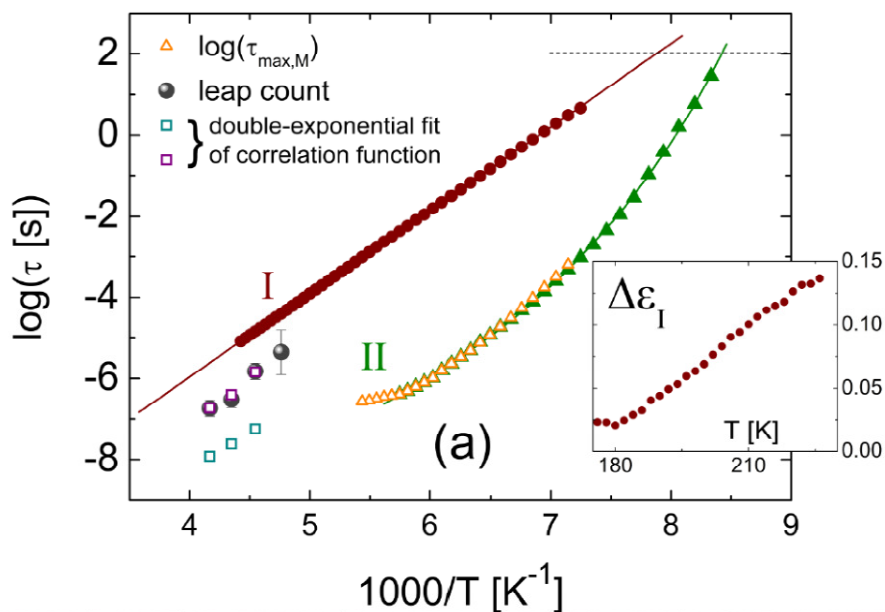 log(τmax,M)
leap count
double-exponential fit
} of correlation function
I
II
(a)
log(τ [s])
2
0
-2
-4
-6
-8
4 5 6 7 8 9
1000/T [K⁻¹]
ΔεI
0.15
0.10
0.05
0.00
T [K]
180 210